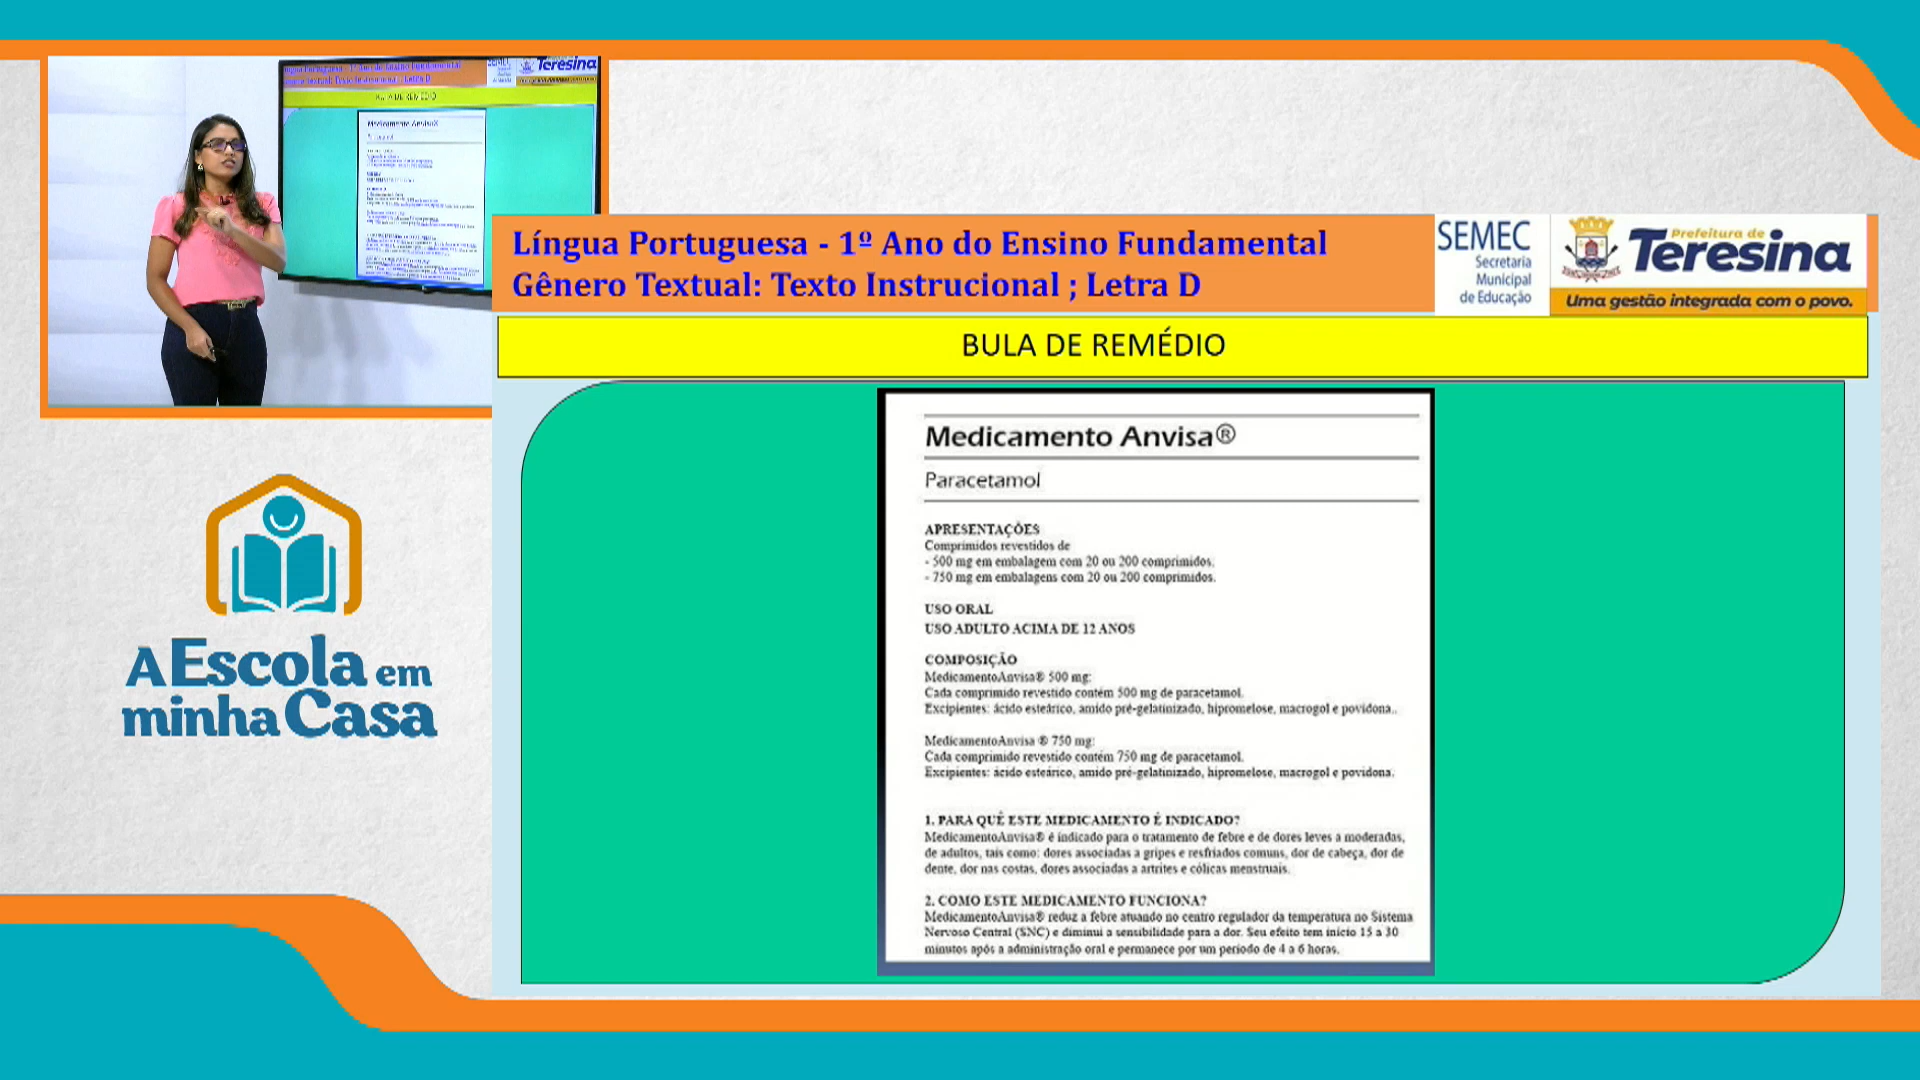 Língua Portuguesa - 1º Ano do Ensino Fundamental
Gênero Textual: Texto Instrucional ; Letra D
SEMEC
Secretaria
Municipal
de Educação
Prefeitura de
Teresina
Uma gestão integrada com o povo.
BULA DE REMÉDIO
Medicamento Anvisa®
Paracetamol
APRESENTAÇÕES
Comprimidos revestidos de
- 500 mg em embalagem com 20 ou 200 comprimidos.
- 750 mg em embalagens com 20 ou 200 comprimidos.
USO ORAL
USO ADULTO ACIMA DE 12 ANOS
COMPOSIÇÃO
MedicamentoAnvisa® 500 mg:
Cada comprimido revestido contém 500 mg de paracetamol.
Excipientes: ácido esteárico, amido pré-gelatinizado, hipromelose, macrogol e povidona..
MedicamentoAnvisa ® 750 mg:
Cada comprimido revestido contém 750 mg de paracetamol.
Excipientes: ácido esteárico, amido pré-gelatinizado, hipromelose, macrogol e povidona.
1. PARA QUÊ ESTE MEDICAMENTO É INDICADO?
MedicamentoAnvisa® é indicado para o tratamento de febre e de dores leves a moderadas,
de adultos, tais como: dores associadas a gripes e resfriados comuns, dor de cabeça, dor de
dente, dor nas costas, dores associadas a artrites e cólicas menstruais.
2. COMO ESTE MEDICAMENTO FUNCIONA?
MedicamentoAnvisa® reduz a febre atuando no centro regulador da temperatura no Sistema
Nervoso Central (SNC) e diminui a sensibilidade para a dor. Seu efeito tem início 15 a 30
minutos após a administração oral e permanece por um período de 4 a 6 horas.
A Escola em
minha Casa